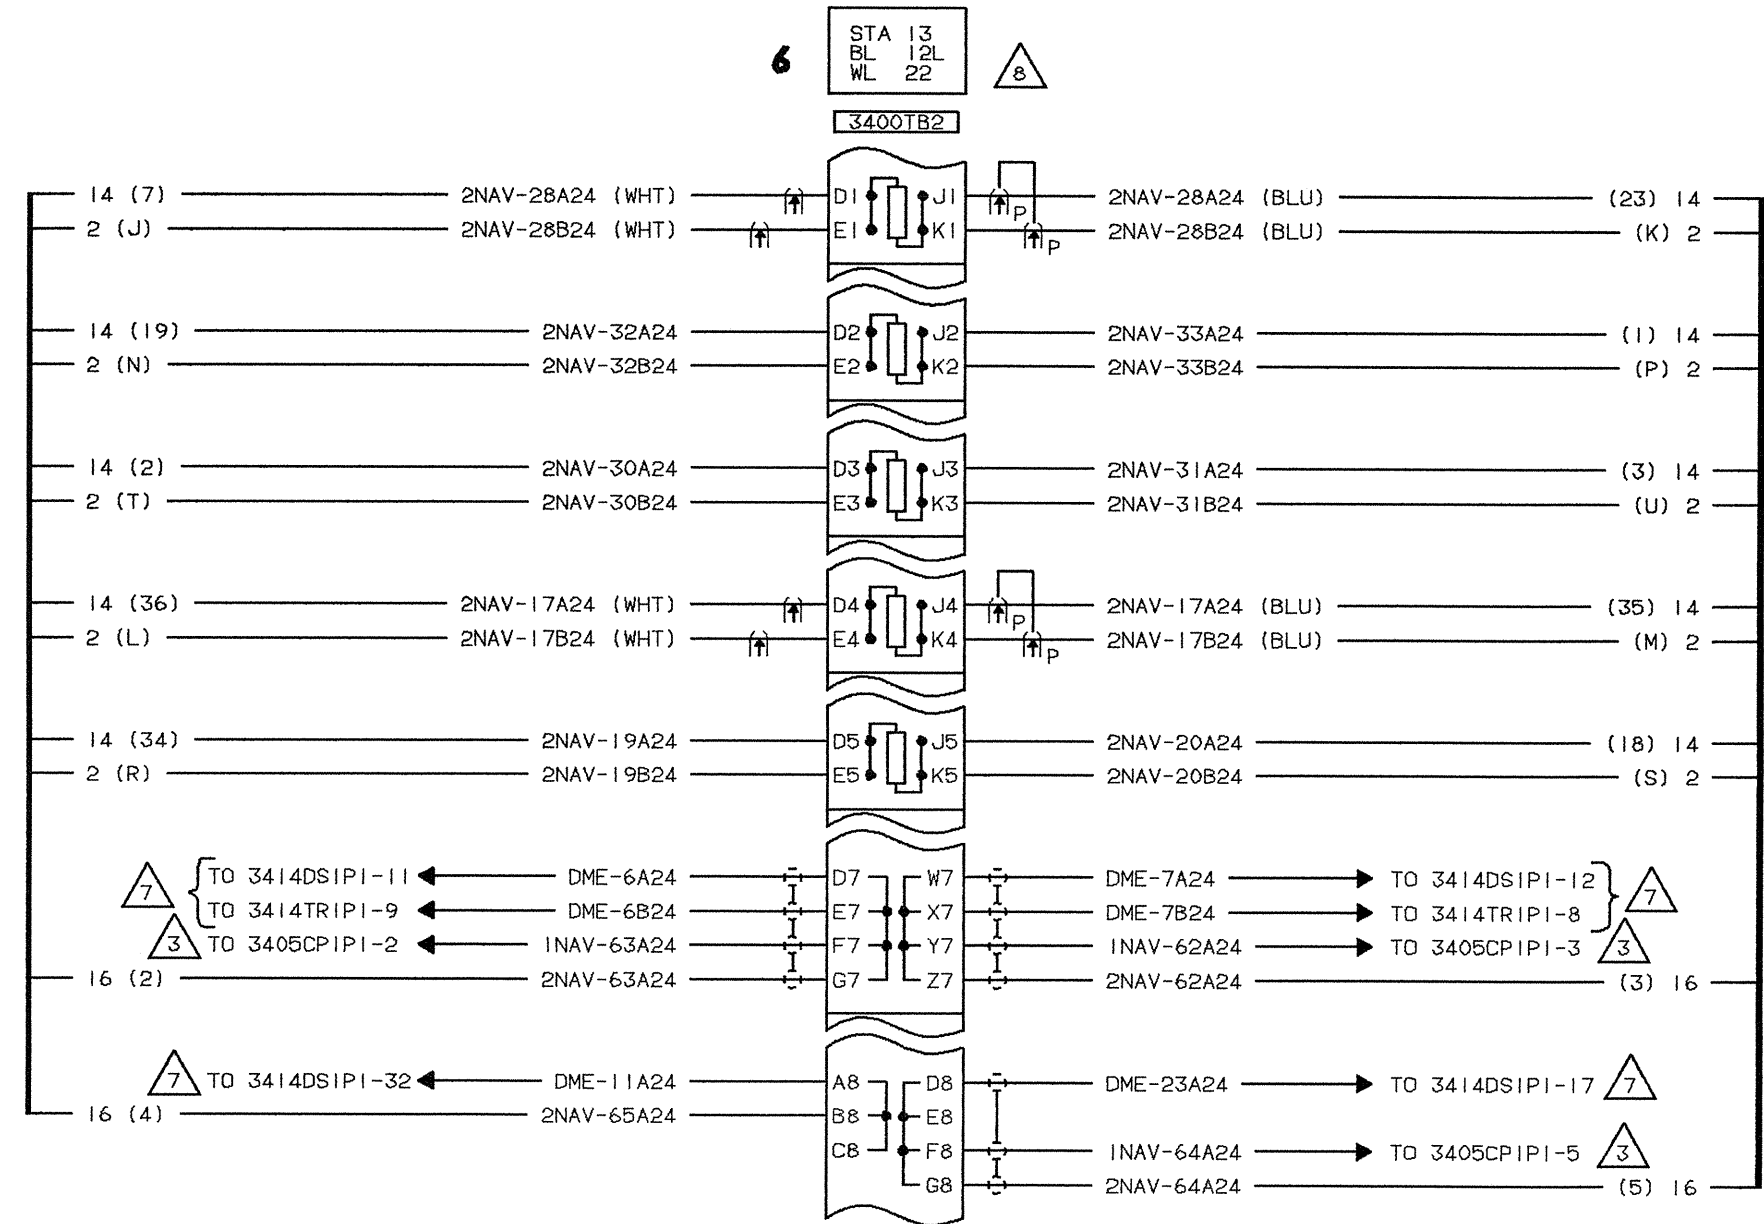 6
STA 13
BL 12L
WL 22
8
3400TB2
14 (7) 2NAV-28A24 (WHT) D1 J1 P 2NAV-28A24 (BLU) (23) 14
2 (J) 2NAV-28B24 (WHT) E1 K1 P 2NAV-28B24 (BLU) (K) 2
14 (19) 2NAV-32A24 D2 J2 2NAV-33A24 (1) 14
2 (N) 2NAV-32B24 E2 K2 2NAV-33B24 (P) 2
14 (2) 2NAV-30A24 D3 J3 2NAV-31A24 (3) 14
2 (T) 2NAV-30B24 E3 K3 2NAV-31B24 (U) 2
14 (36) 2NAV-17A24 (WHT) D4 J4 P 2NAV-17A24 (BLU) (35) 14
2 (L) 2NAV-17B24 (WHT) E4 K4 P 2NAV-17B24 (BLU) (M) 2
14 (34) 2NAV-19A24 D5 J5 2NAV-20A24 (18) 14
2 (R) 2NAV-19B24 E5 K5 2NAV-20B24 (S) 2
7 TO 3414DS1P1-11 DME-6A24 D7 W7 DME-7A24 TO 3414DS1P1-12 7
TO 3414TR1P1-9 DME-6B24 E7 X7 DME-7B24 TO 3414TR1P1-8
3 TO 3405CP1P1-2 1NAV-63A24 F7 Y7 1NAV-62A24 TO 3405CP1P1-3 3
16 (2) 2NAV-63A24 G7 Z7 2NAV-62A24 (3) 16
7 TO 3414DS1P1-32 DME-11A24 A8 D8 DME-23A24 TO 3414DS1P1-17 7
16 (4) 2NAV-65A24 B8 E8
C8 F8 1NAV-64A24 TO 3405CP1P1-5 3
G8 2NAV-64A24 (5) 16